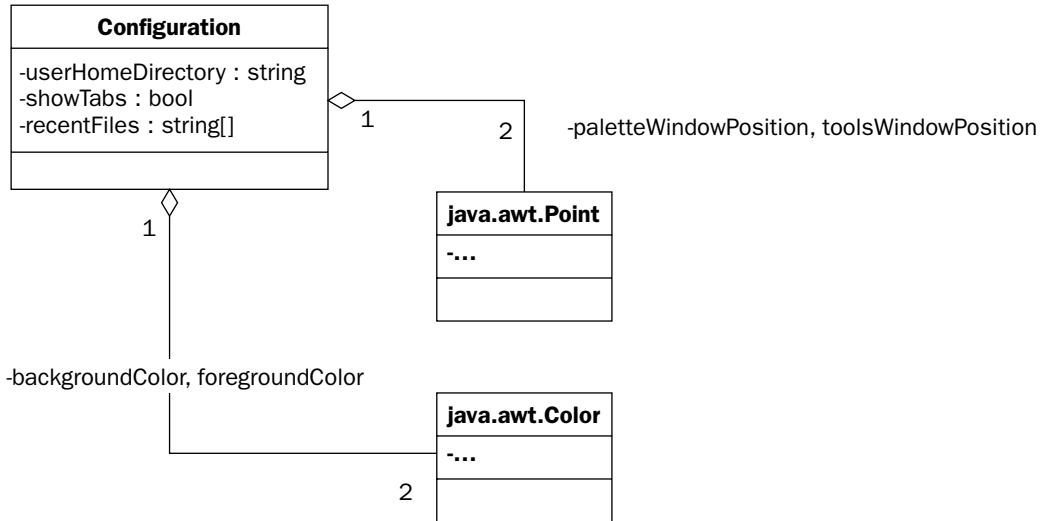 Configuration
-userHomeDirectory : string
-showTabs : bool
-recentFiles : string[]
1
2
-paletteWindowPosition, toolsWindowPosition
java.awt.Point
-...
1
-backgroundColor, foregroundColor
java.awt.Color
-...
2